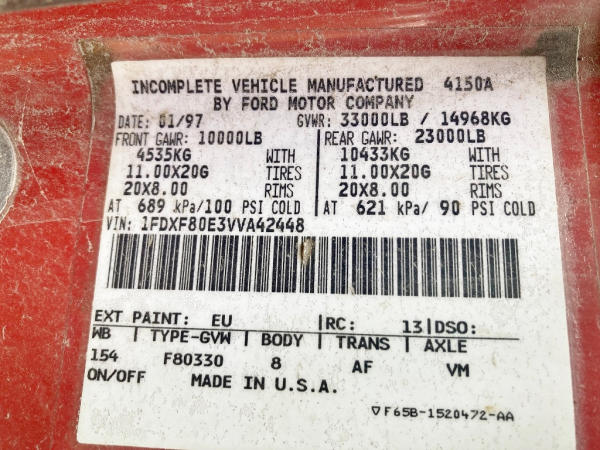 INCOMPLETE VEHICLE MANUFACTURED 4150A
BY FORD MOTOR COMPANY
DATE: 01/97 GVWR: 33000LB / 14968KG
FRONT GAWR: 10000LB REAR GAWR: 23000LB
4535KG WITH 10433KG WITH
11.00X20G TIRES 11.00X20G TIRES
20X8.00 RIMS 20X8.00 RIMS
AT 689 kPa/100 PSI COLD AT 621 kPa/ 90 PSI COLD
VIN: 1FDXF80E3VVA42448
EXT PAINT: EU RC: 13 DSO:
WB TYPE-GVW BODY TRANS AXLE
154 F80330 8 AF VM
ON/OFF MADE IN U.S.A.
F65B-1520472-AA